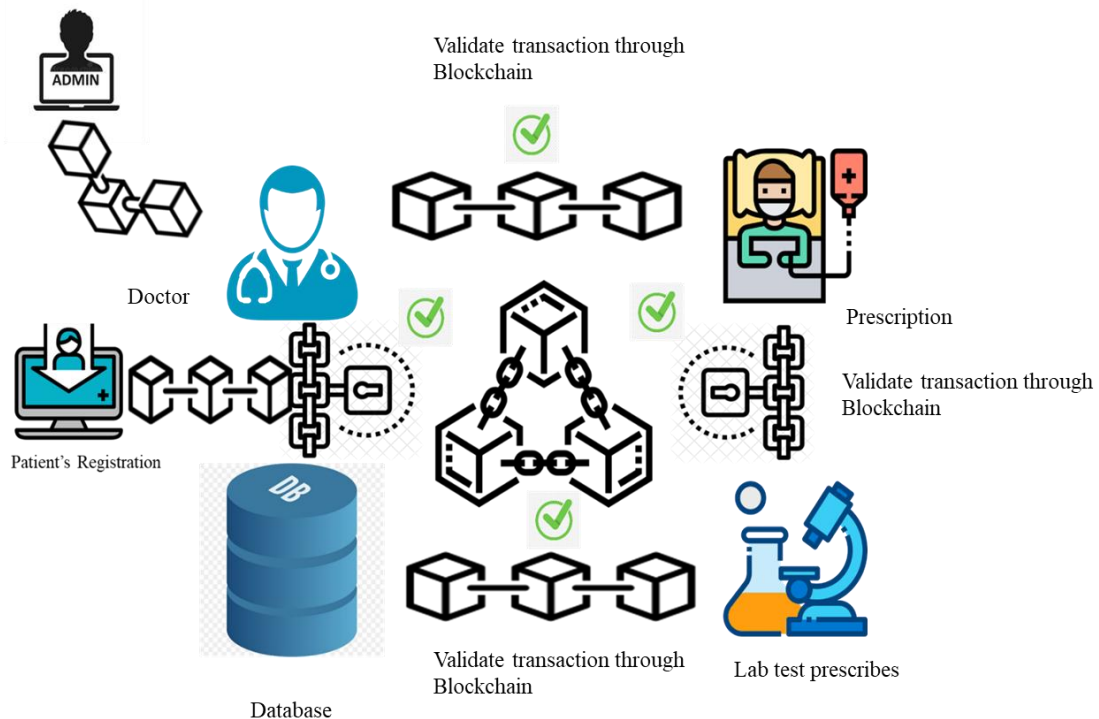 ADMIN
Validate transaction through
Blockchain
Doctor
Prescription
Validate transaction through
Blockchain
Patient’s Registration
DB
Validate transaction through
Blockchain
Lab test prescribes
Database